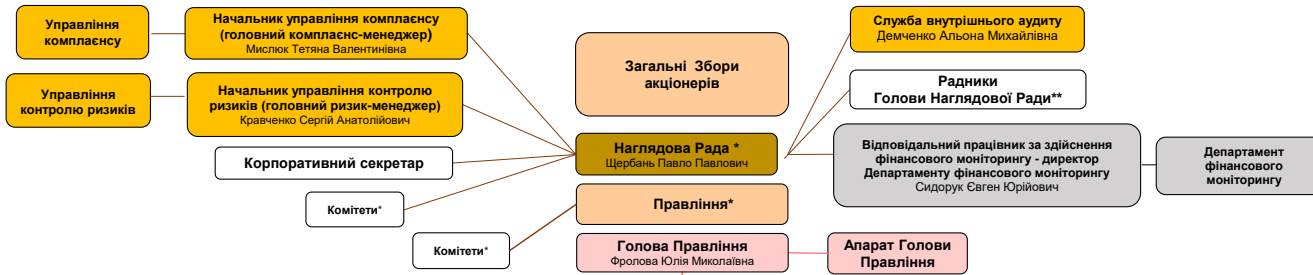 Управління
комплаєнсу
Начальник управління комплаєнсу
(головний комплаєнс-менеджер)
Мислюк Тетяна Валентинівна
Управління
контролю ризиків
Начальник управління контролю
ризиків (головний ризик-менеджер)
Кравченко Сергій Анатолійович
Корпоративний секретар
Комітети*
Комітети*
Загальні Збори
акціонерів
Наглядова Рада *
Щербань Павло Павлович
Правління*
Голова Правління
Фролова Юлія Миколаївна
Апарат Голови
Правління
Служба внутрішнього аудиту
Демченко Альона Михайлівна
Радники
Голови Наглядової Ради**
Відповідальний працівник за здійснення
фінансового моніторингу - директор
Департаменту фінансового моніторингу
Сидорук Євген Юрійович
Департамент
фінансового
моніторингу